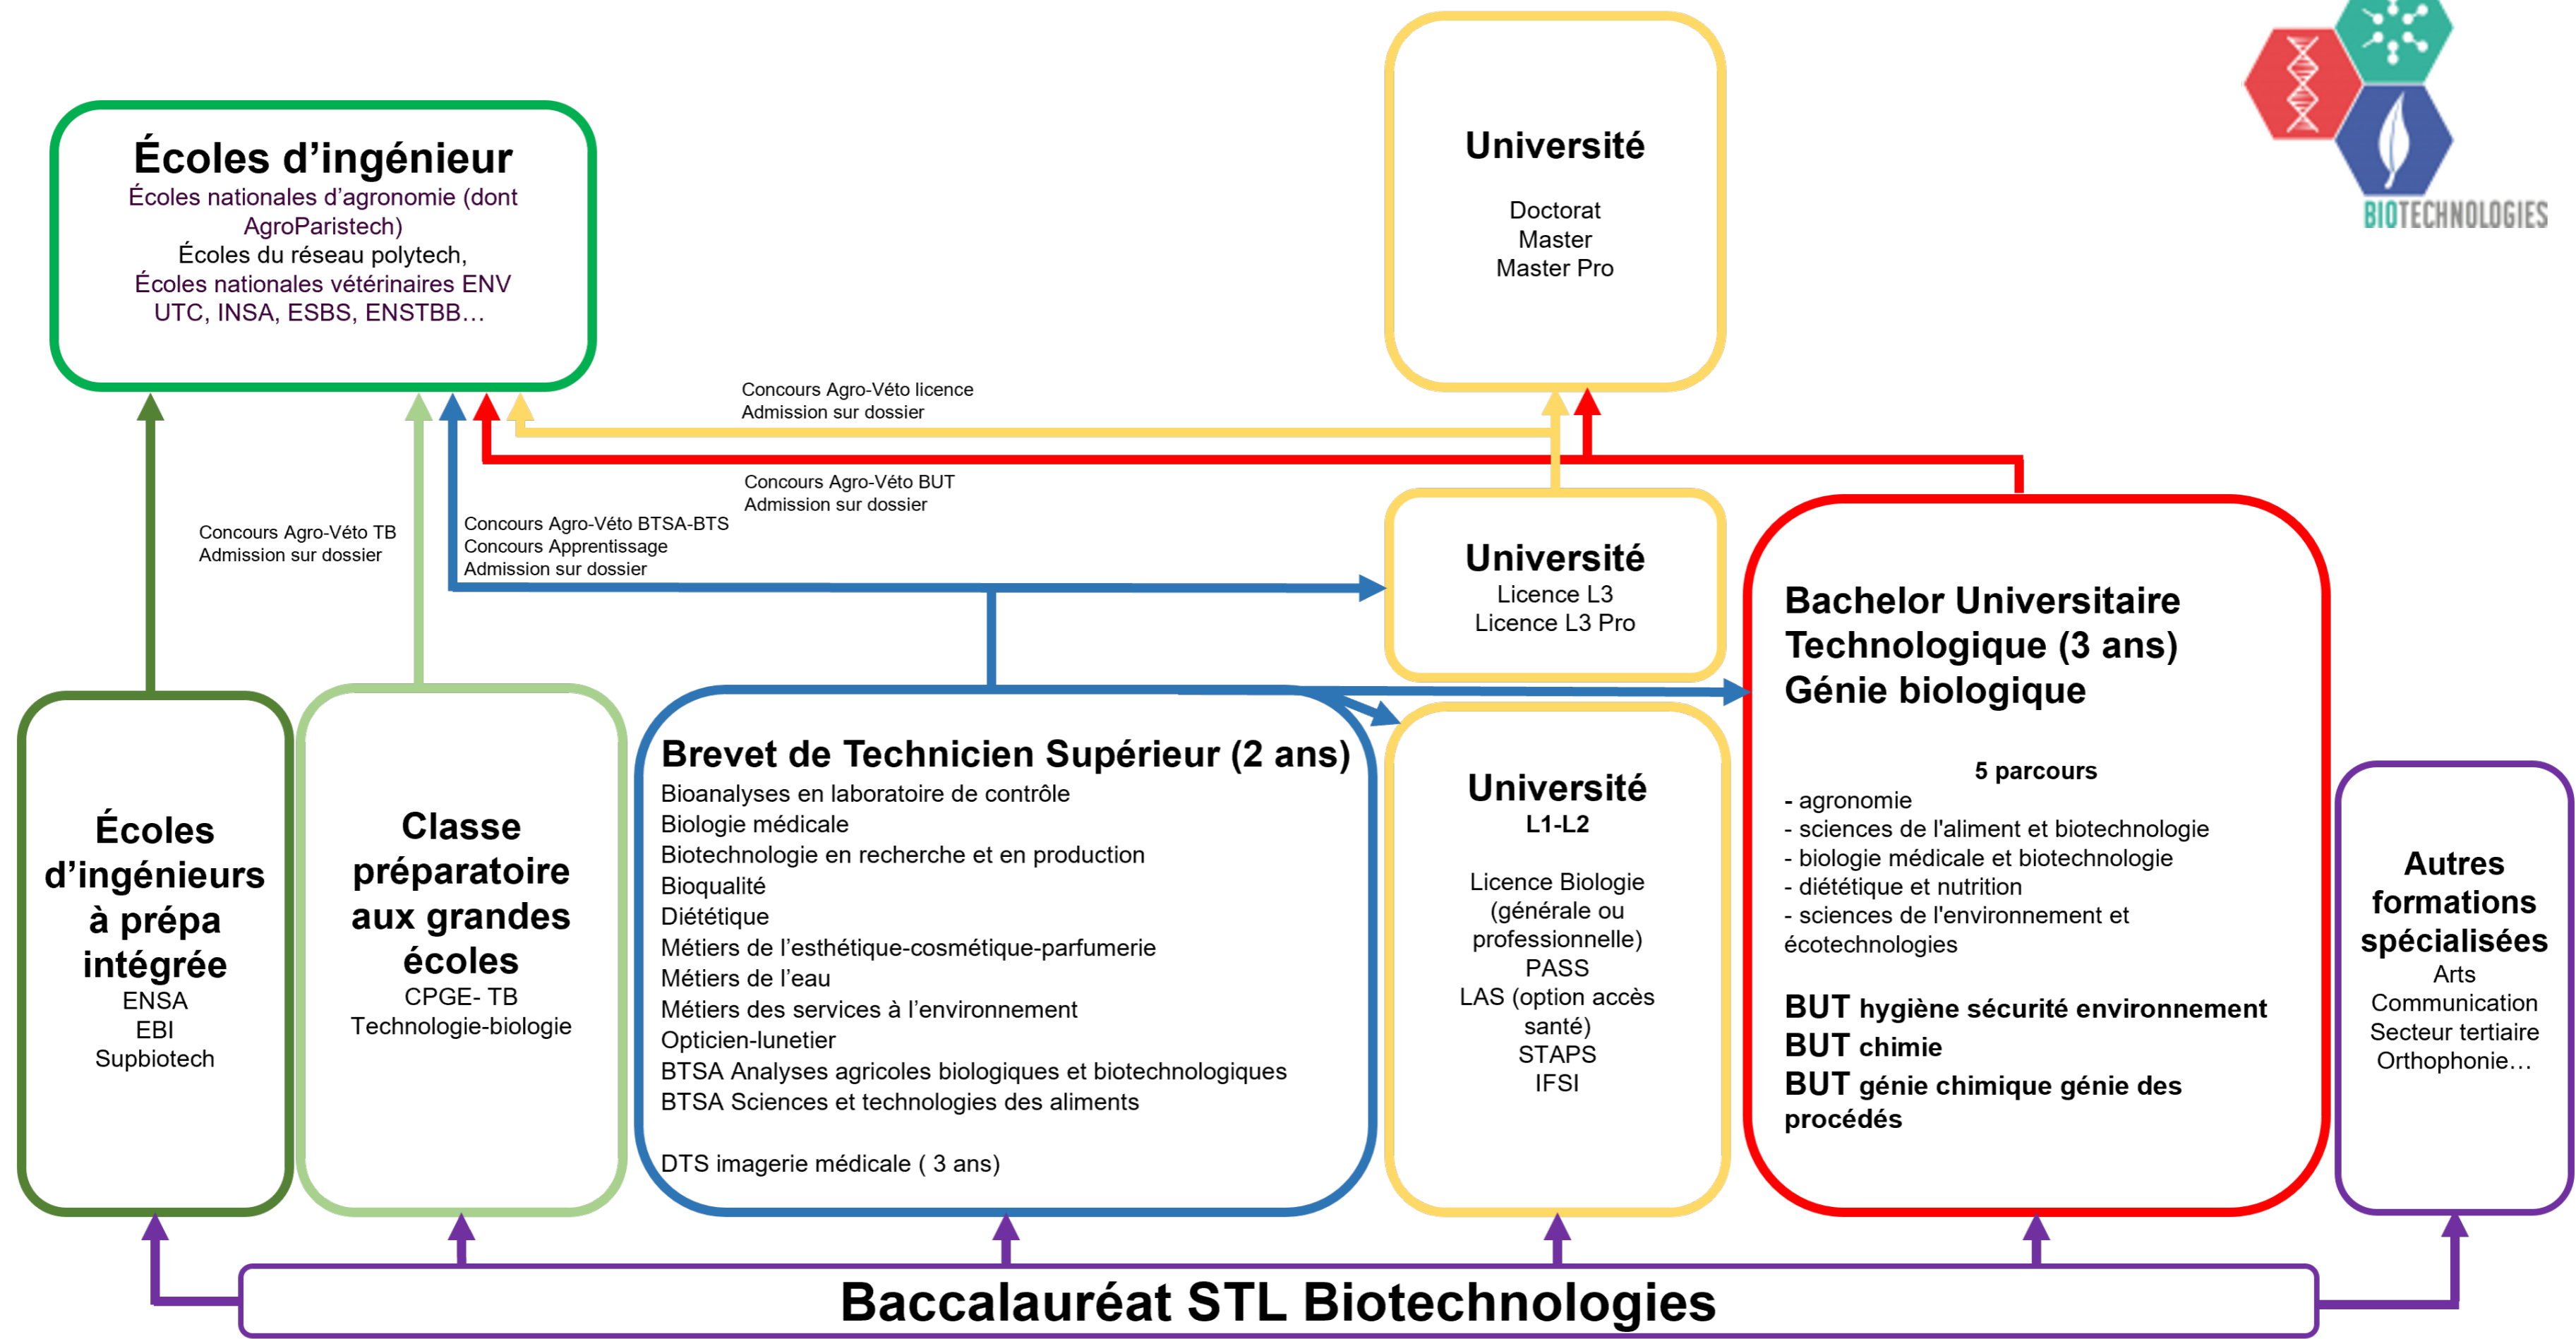 BIOTECHNOLOGIES
Écoles d’ingénieur
Écoles nationales d’agronomie (dont
AgroParistech)
Écoles du réseau polytech,
Écoles nationales vétérinaires ENV
UTC, INSA, ESBS, ENSTBB…
Université
Doctorat
Master
Master Pro
Concours Agro-Véto licence
Admission sur dossier
Concours Agro-Véto BUT
Admission sur dossier
Concours Agro-Véto TB
Admission sur dossier
Concours Agro-Véto BTSA-BTS
Concours Apprentissage
Admission sur dossier
Université
Licence L3
Licence L3 Pro
Écoles
d’ingénieurs
à prépa
intégrée
ENSA
EBI
Supbiotech
Classe
préparatoire
aux grandes
écoles
CPGE- TB
Technologie-biologie
Brevet de Technicien Supérieur (2 ans)
Bioanalyses en laboratoire de contrôle
Biologie médicale
Biotechnologie en recherche et en production
Bioqualité
Diététique
Métiers de l’esthétique-cosmétique-parfumerie
Métiers de l’eau
Métiers des services à l’environnement
Opticien-lunetier
BTSA Analyses agricoles biologiques et biotechnologiques
BTSA Sciences et technologies des aliments
DTS imagerie médicale ( 3 ans)
Université
L1-L2
Licence Biologie
(générale ou
professionnelle)
PASS
LAS (option accès
santé)
STAPS
IFSI
Bachelor Universitaire
Technologique (3 ans)
Génie biologique
5 parcours
- agronomie
- sciences de l'aliment et biotechnologie
- biologie médicale et biotechnologie
- diététique et nutrition
- sciences de l'environnement et
écotechnologies
BUT hygiène sécurité environnement
BUT chimie
BUT génie chimique génie des
procédés
Autres
formations
spécialisées
Arts
Communication
Secteur tertiaire
Orthophonie…
Baccalauréat STL Biotechnologies